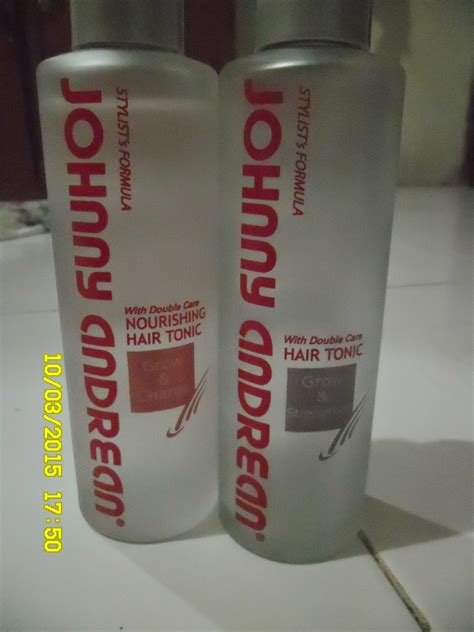 STYLIST's FORMULA
JOHNNY ANDREAN®
With Double Care
NOURISHING
HAIR TONIC
Grow
&
STYLIST's FORMULA
JOHNNY ANDREAN®
With Double Care
HAIR TONIC
Grow
&
10/03/2015 17:50